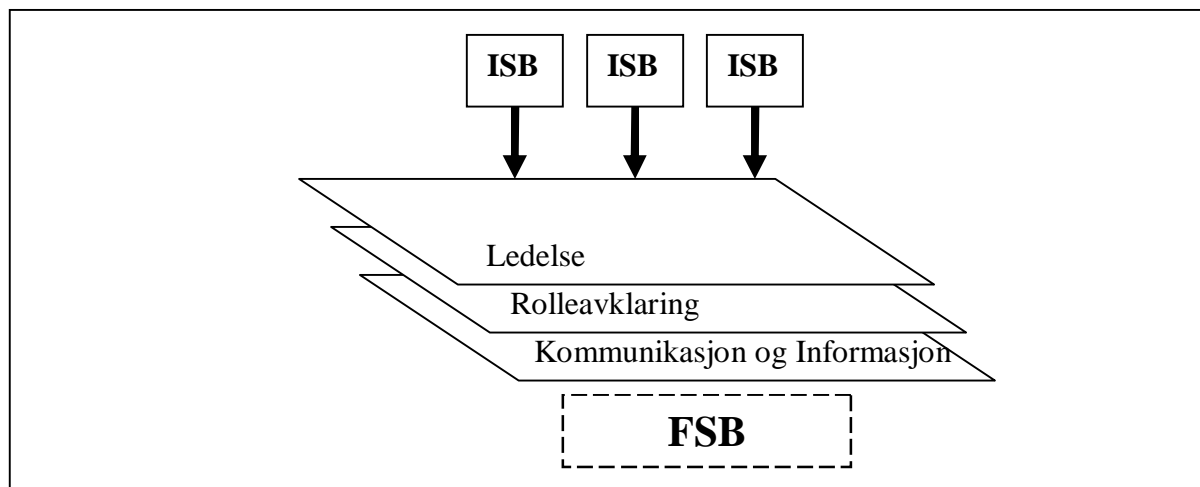 ISB ISB ISB
Ledelse
Rolleavklaring
Kommunikasjon og Informasjon
FSB